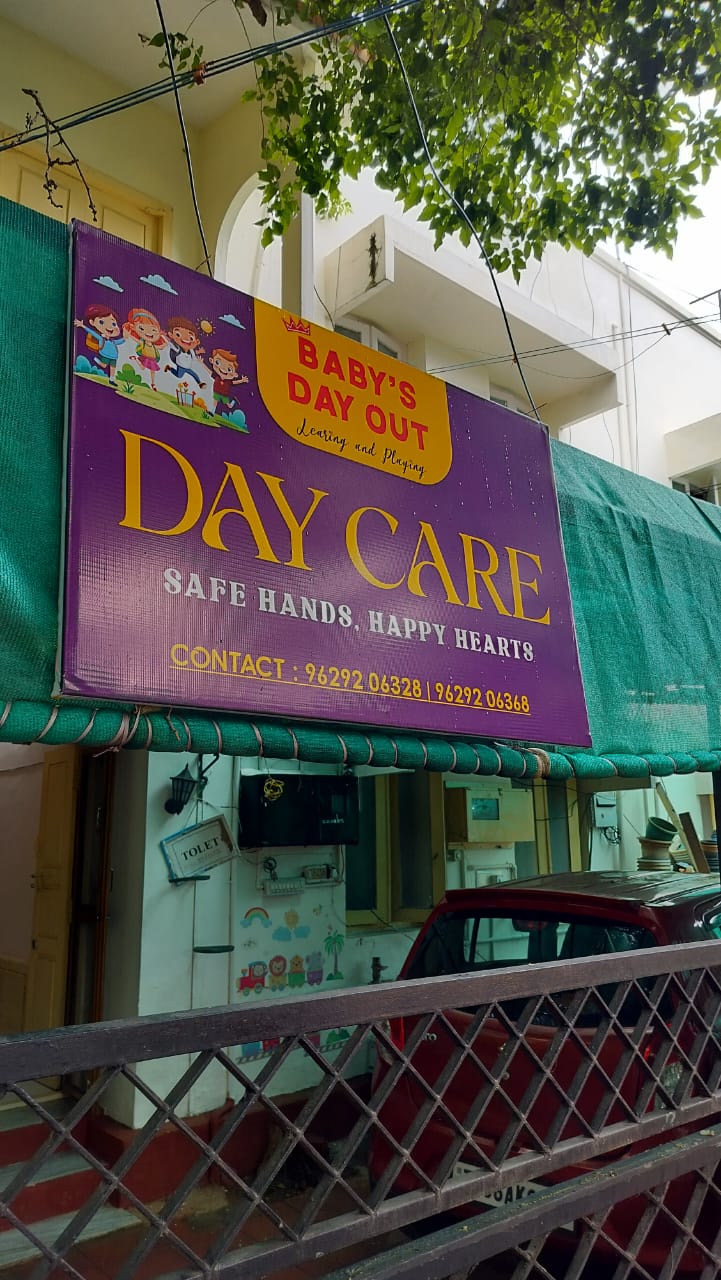 BABY'S
DAY OUT
Learing and Playing
DAY CARE
SAFE HANDS, HAPPY HEARTS
CONTACT : 96292 06328 | 96292 06368
TOLET